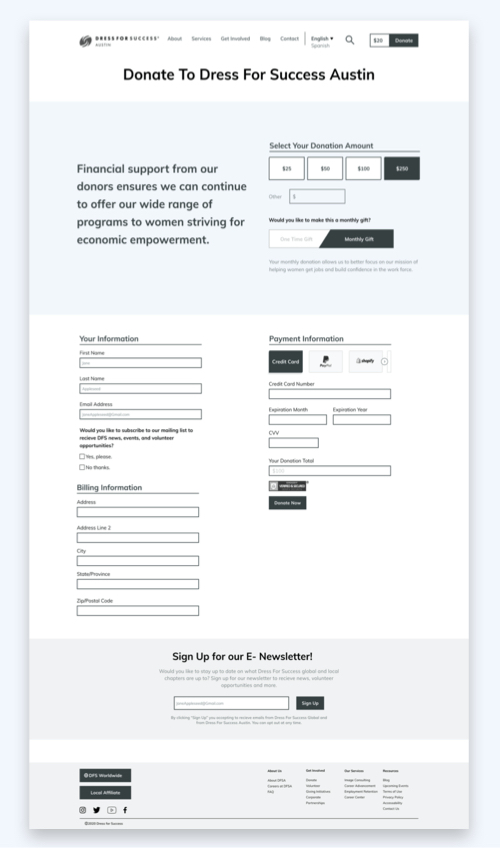 DRESS FOR SUCCESS®
AUSTIN
About Services Get Involved Blog Contact
English ▾
Spanish
$20 Donate
Donate To Dress For Success Austin
Financial support from our
donors ensures we can continue
to offer our wide range of
programs to women striving for
economic empowerment.
Select Your Donation Amount
$25 $50 $100 $250
Other $
Would you like to make this a monthly gift?
One Time Gift Monthly Gift
Your monthly donation allows us to better focus on our mission of
helping women get jobs and build confidence in the work force.
Your Information
First Name
Jane
Last Name
Appleseed
Email Address
janeappleseed@Gmail.com
Would you like to subscribe to our mailing list to
recieve DFS news, events, and volunteer
opportunities?
Yes, please.
No thanks.
Billing Information
Address
Address Line 2
City
State/Province
Zip/Postal Code
Payment Information
Credit Card PayPal shopify
Credit Card Number
Expiration Month Expiration Year
CVV
Your Donation Total
Donate Now
Sign Up for our E- Newsletter!
Would you like to stay up to date on what Dress For Success global and local
chapters are up to? Sign up for our newsletter to recieve news, volunteer
opportunities and more.
janeappleseed@Gmail.com Sign Up
By clicking "Sign Up" you accepting to receive emails from Dress For Success Global and
from Dress For Success Austin. You can opt out at any time.
DFS Worldwide
Local Affiliate
About Us
About DFSA
Careers at DFSA
FAQ
Get Involved
Donate
Volunteer
Giving Initiatives
Corporate
Partnerships
Our Services
Image Consulting
Career Advancement
Employment Retention
Career Center
Resources
Blog
Upcoming Events
Terms of Use
Privacy Policy
Accessibility
Contact Us
©2020 Dress for Success